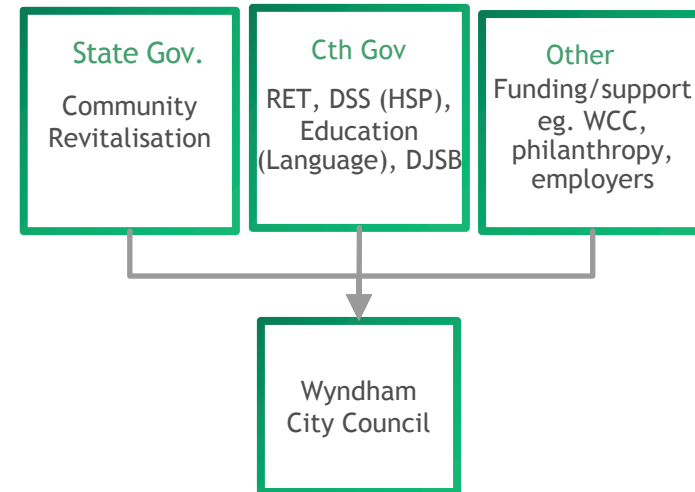 State Gov.
Community
Revitalisation
Cth Gov
RET, DSS (HSP),
Education
(Language), DJSB
Other
Funding/support
eg. WCC,
philanthropy,
employers
Wyndham
City Council